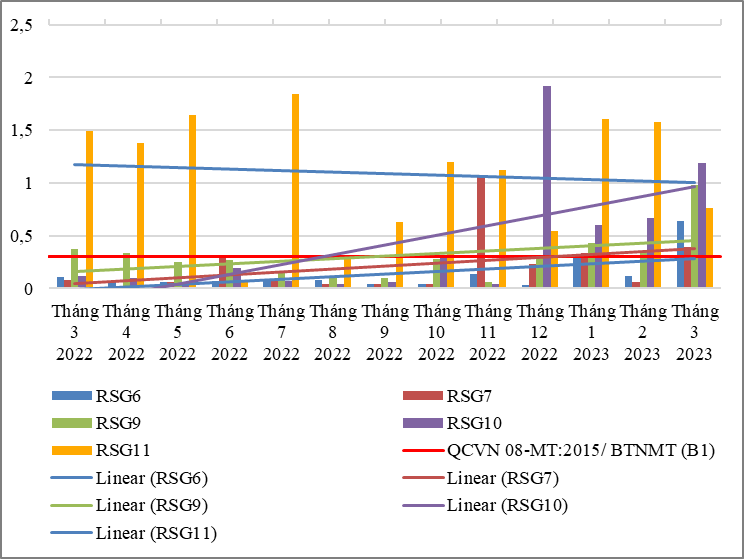 2,5
2
1,5
1
0,5
0
Tháng Tháng Tháng Tháng Tháng Tháng Tháng Tháng Tháng Tháng Tháng Tháng Tháng
3 4 5 6 7 8 9 10 11 12 1 2 3
2022 2022 2022 2022 2022 2022 2022 2022 2022 2022 2023 2023 2023
RSG6 RSG7
RSG9 RSG10
RSG11 QCVN 08-MT:2015/ BTNMT (B1)
Linear (RSG6) Linear (RSG7)
Linear (RSG9) Linear (RSG10)
Linear (RSG11)